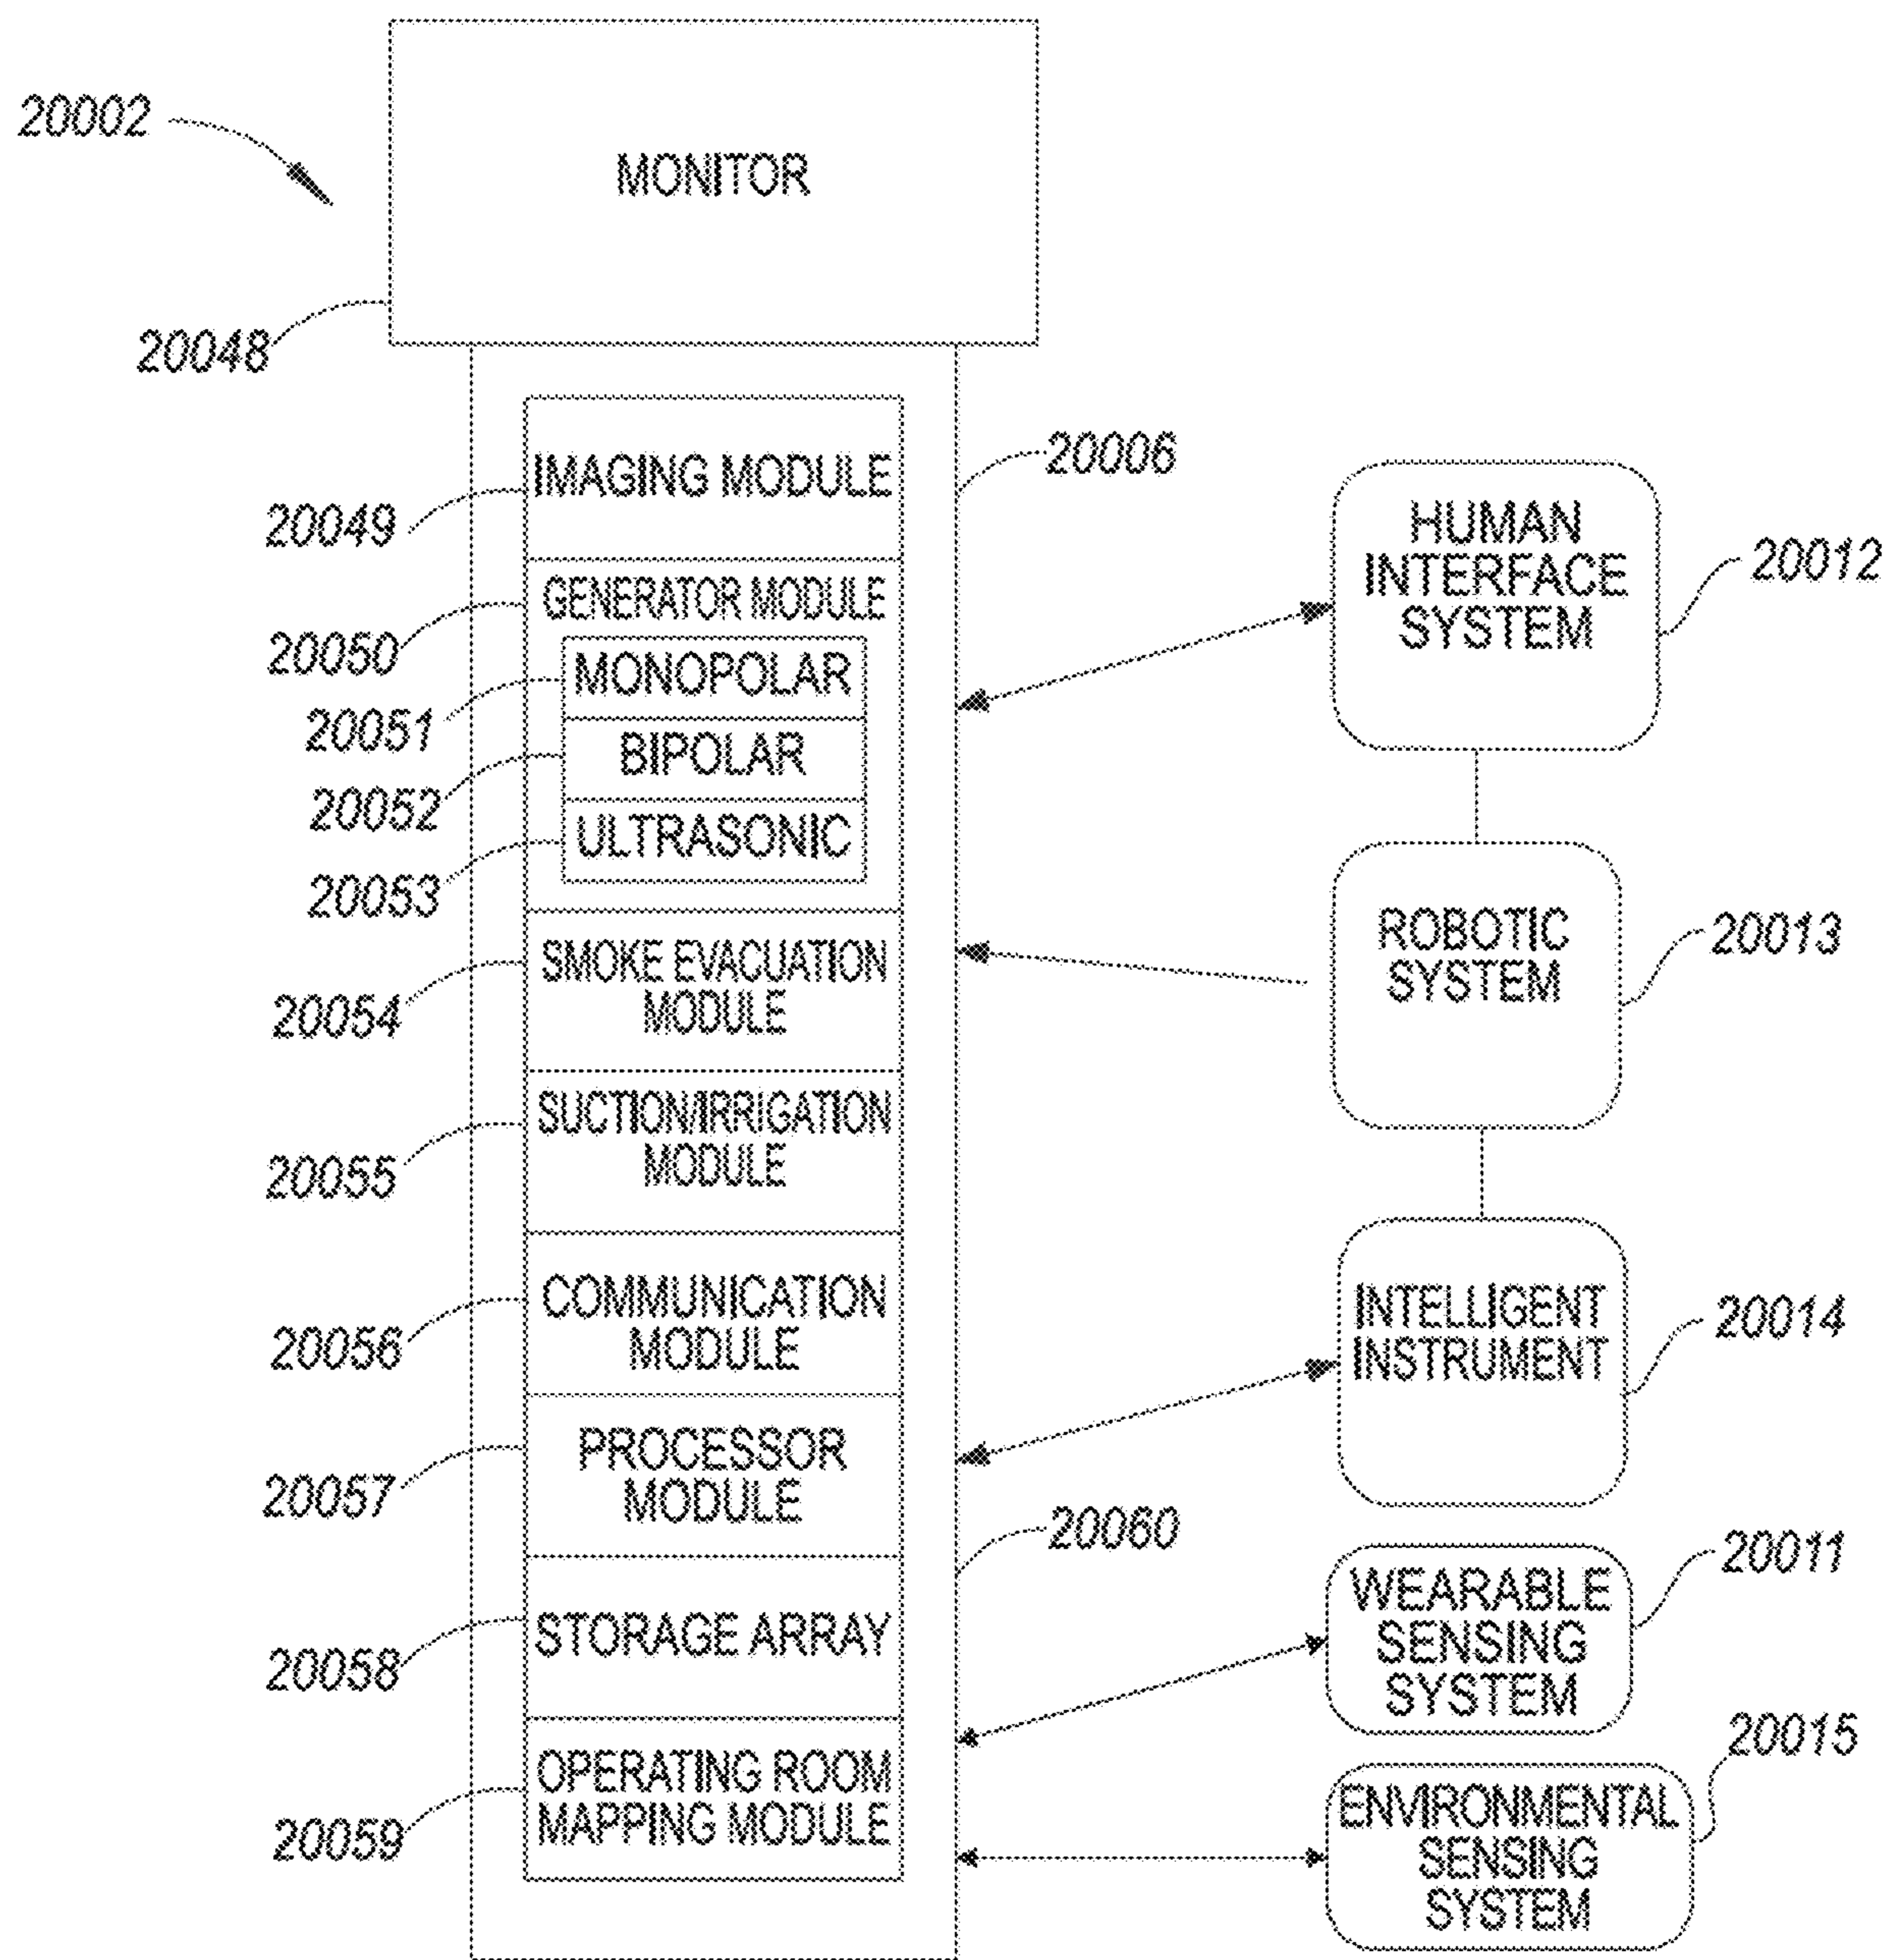 20002
MONITOR
20048
20006
IMAGING MODULE
20049
GENERATOR MODULE
20050
MONOPOLAR
20051
BIPOLAR
20052
ULTRASONIC
20053
SMOKE EVACUATION
MODULE
20054
SUCTION/IRRIGATION
MODULE
20055
COMMUNICATION
MODULE
20056
PROCESSOR
MODULE
20057
20060
STORAGE ARRAY
20058
OPERATING ROOM
MAPPING MODULE
20059
HUMAN
INTERFACE
SYSTEM
20012
ROBOTIC
SYSTEM
20013
INTELLIGENT
INSTRUMENT
20014
WEARABLE
SENSING
SYSTEM
20011
ENVIRONMENTAL
SENSING
SYSTEM
20015